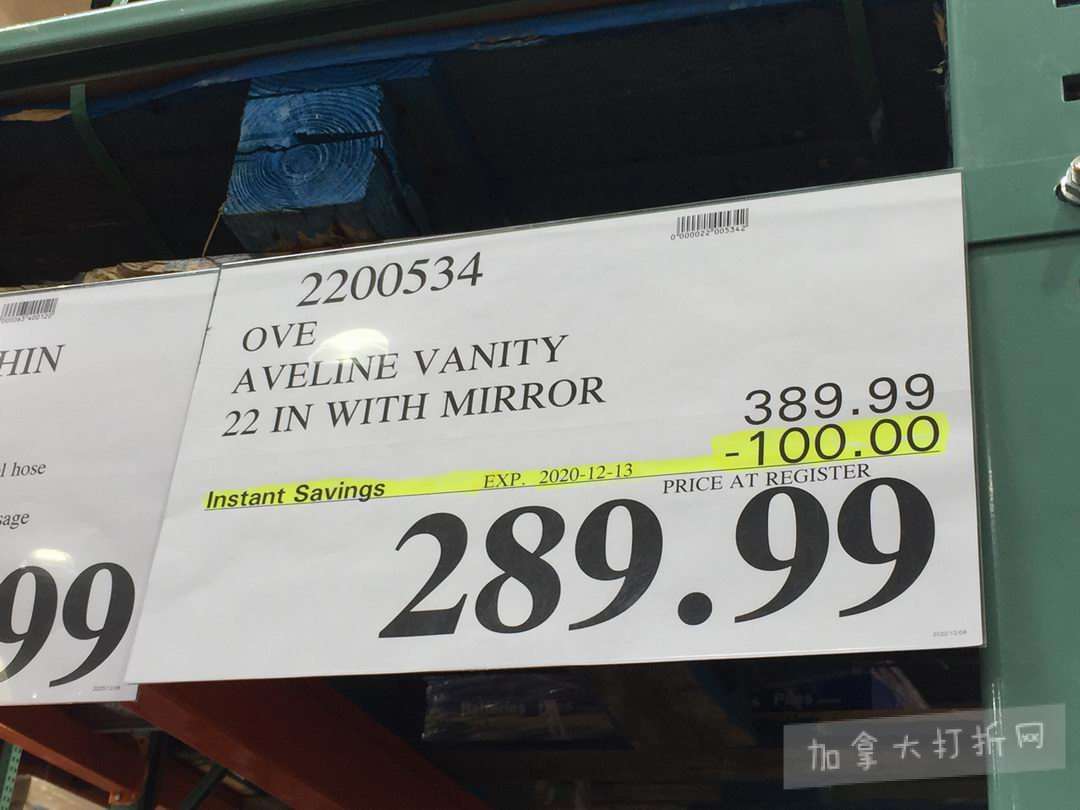 0000022005342
2200534
OVE
AVELINE VANITY
22 IN WITH MIRROR
389.99
-100.00
Instant Savings EXP. 2020-12-13
PRICE AT REGISTER
289.99
HIN
l hose
sage
99
加拿大打折网